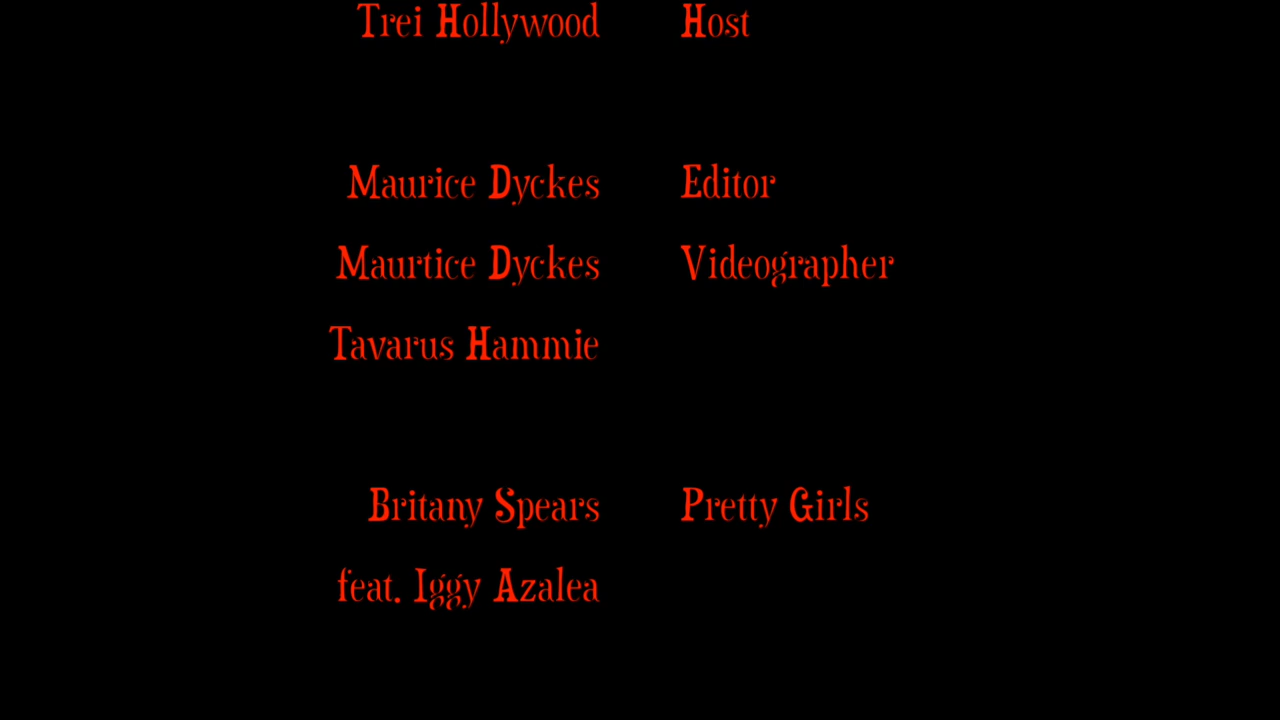 Trei Hollywood Host
Maurice Dyckes Editor
Maurtice Dyckes Videographer
Tavarus Hammie
Britany Spears Pretty Girls
feat. Iggy Azalea